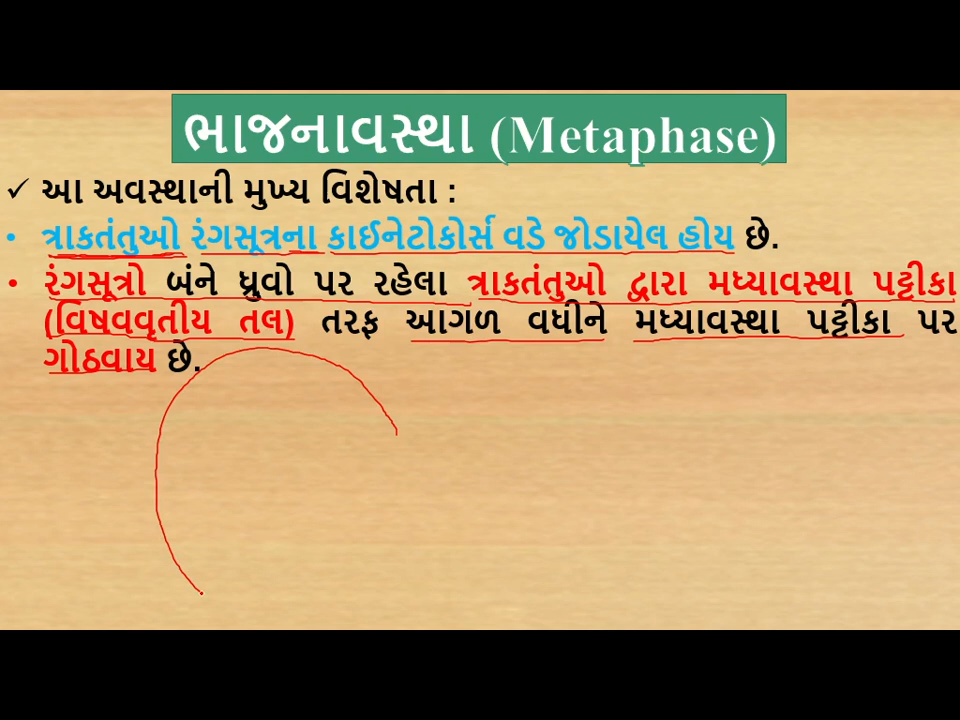 ભાજનાવસ્થા (Metaphase)
✓ આ અવસ્થાની મુખ્ય વિશેષતા :
• ત્રાકતંતુઓ રંગસૂત્રના કાઈનેટોકોર્સ વડે જોડાયેલ હોય છે.
• રંગસૂત્રો બંને ધ્રુવો પર રહેલા ત્રાકતંતુઓ દ્વારા મધ્યાવસ્થા પટ્ટીકા
(વિષવવૃતીય તલ) તરફ આગળ વધીને મધ્યાવસ્થા પટ્ટીકા પર
ગોઠવાય છે.